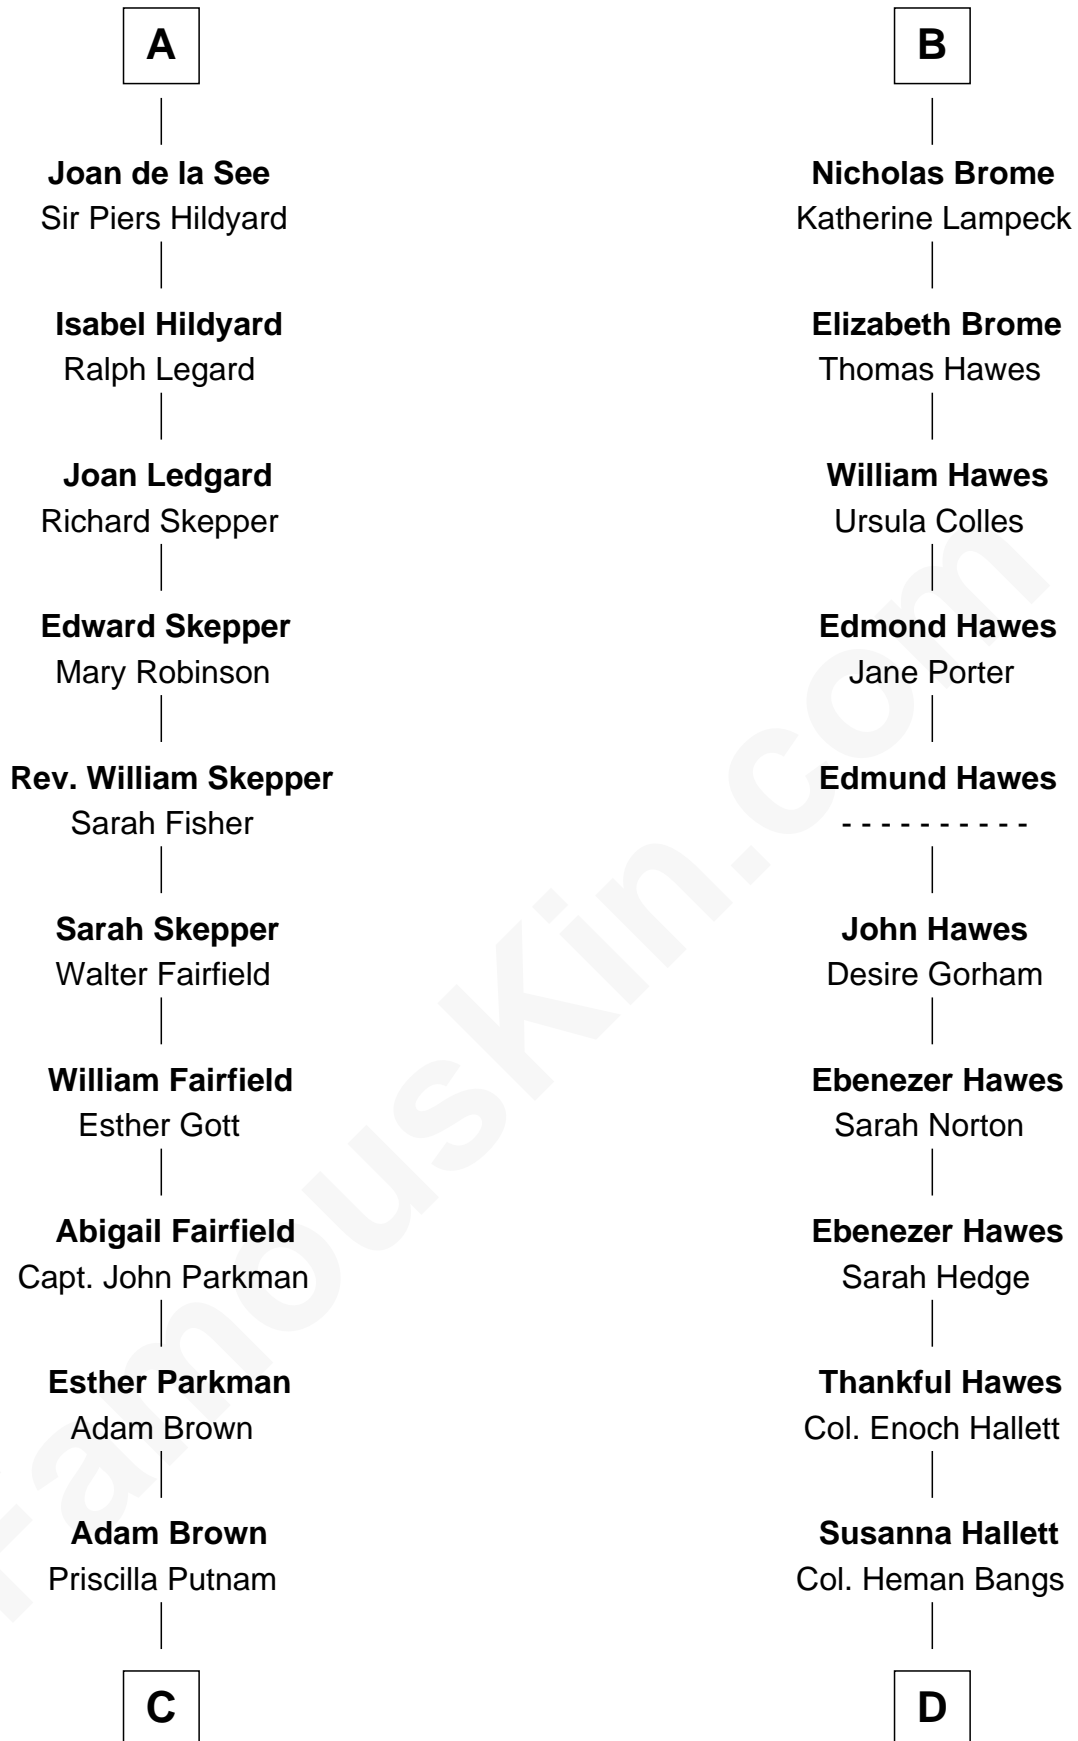 A
Joan de la See
Sir Piers Hildyard
Isabel Hildyard
Ralph Legard
Joan Ledgard
Richard Skepper
Edward Skepper
Mary Robinson
Rev. William Skepper
Sarah Fisher
Sarah Skepper
Walter Fairfield
William Fairfield
Esther Gott
Abigail Fairfield
Capt. John Parkman
Esther Parkman
Adam Brown
Adam Brown
Priscilla Putnam
C
B
Nicholas Brome
Katherine Lampeck
Elizabeth Brome
Thomas Hawes
William Hawes
Ursula Colles
Edmond Hawes
Jane Porter
Edmund Hawes
- - - - - - - - - -
John Hawes
Desire Gorham
Ebenezer Hawes
Sarah Norton
Ebenezer Hawes
Sarah Hedge
Thankful Hawes
Col. Enoch Hallett
Susanna Hallett
Col. Heman Bangs
D
FamousKin.com